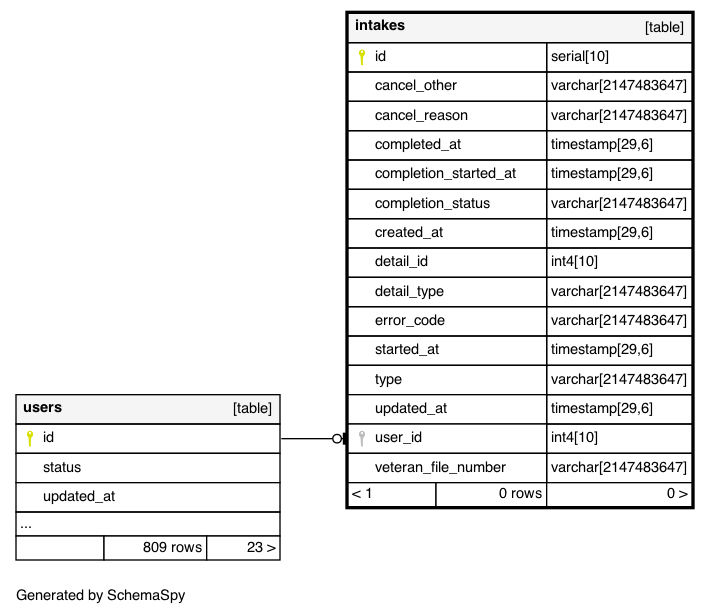 intakes [table]
id serial[10]
cancel_other varchar[2147483647]
cancel_reason varchar[2147483647]
completed_at timestamp[29,6]
completion_started_at timestamp[29,6]
completion_status varchar[2147483647]
created_at timestamp[29,6]
detail_id int4[10]
detail_type varchar[2147483647]
error_code varchar[2147483647]
started_at timestamp[29,6]
type varchar[2147483647]
updated_at timestamp[29,6]
user_id int4[10]
veteran_file_number varchar[2147483647]
< 1 0 rows 0 >
users [table]
id
status
updated_at
...
809 rows 23 >
Generated by SchemaSpy